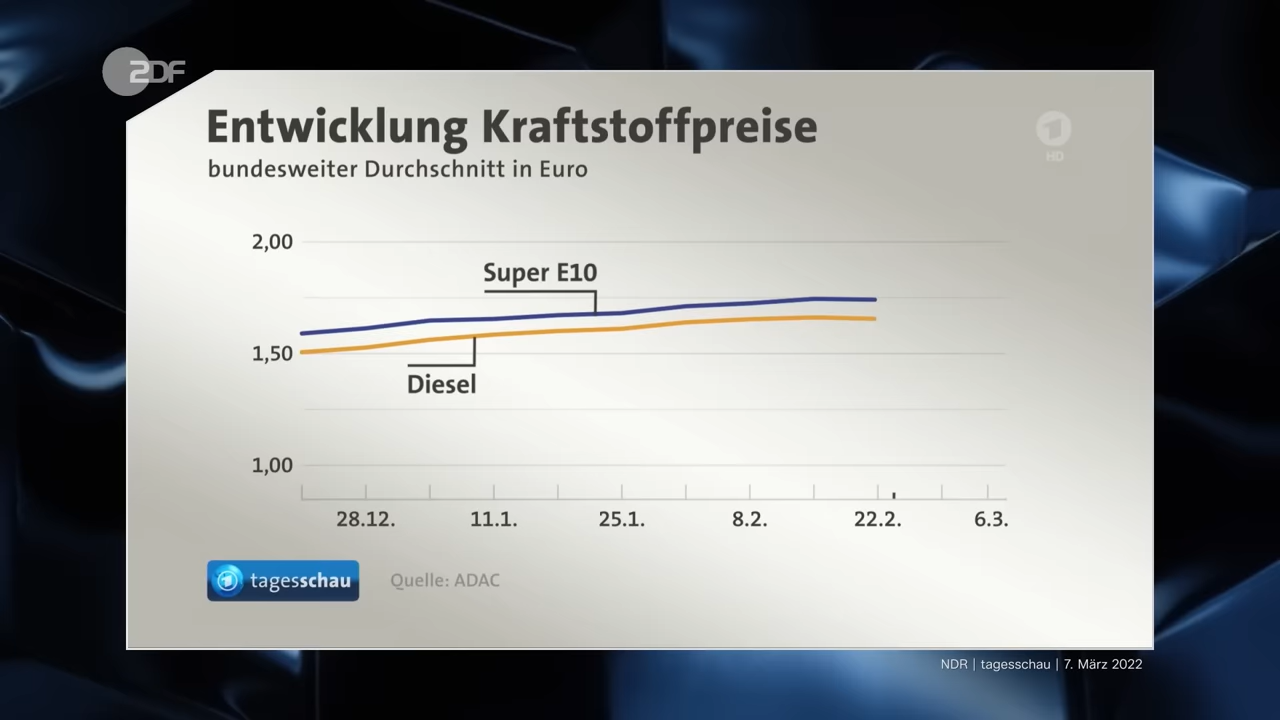 ZDF
Entwicklung Kraftstoffpreise
bundesweiter Durchschnitt in Euro
1
HD
2,00
Super E10
1,50
Diesel
1,00
28.12. 11.1. 25.1. 8.2. 22.2. 6.3.
tagesschau Quelle: ADAC
NDR | tagesschau | 7. März 2022